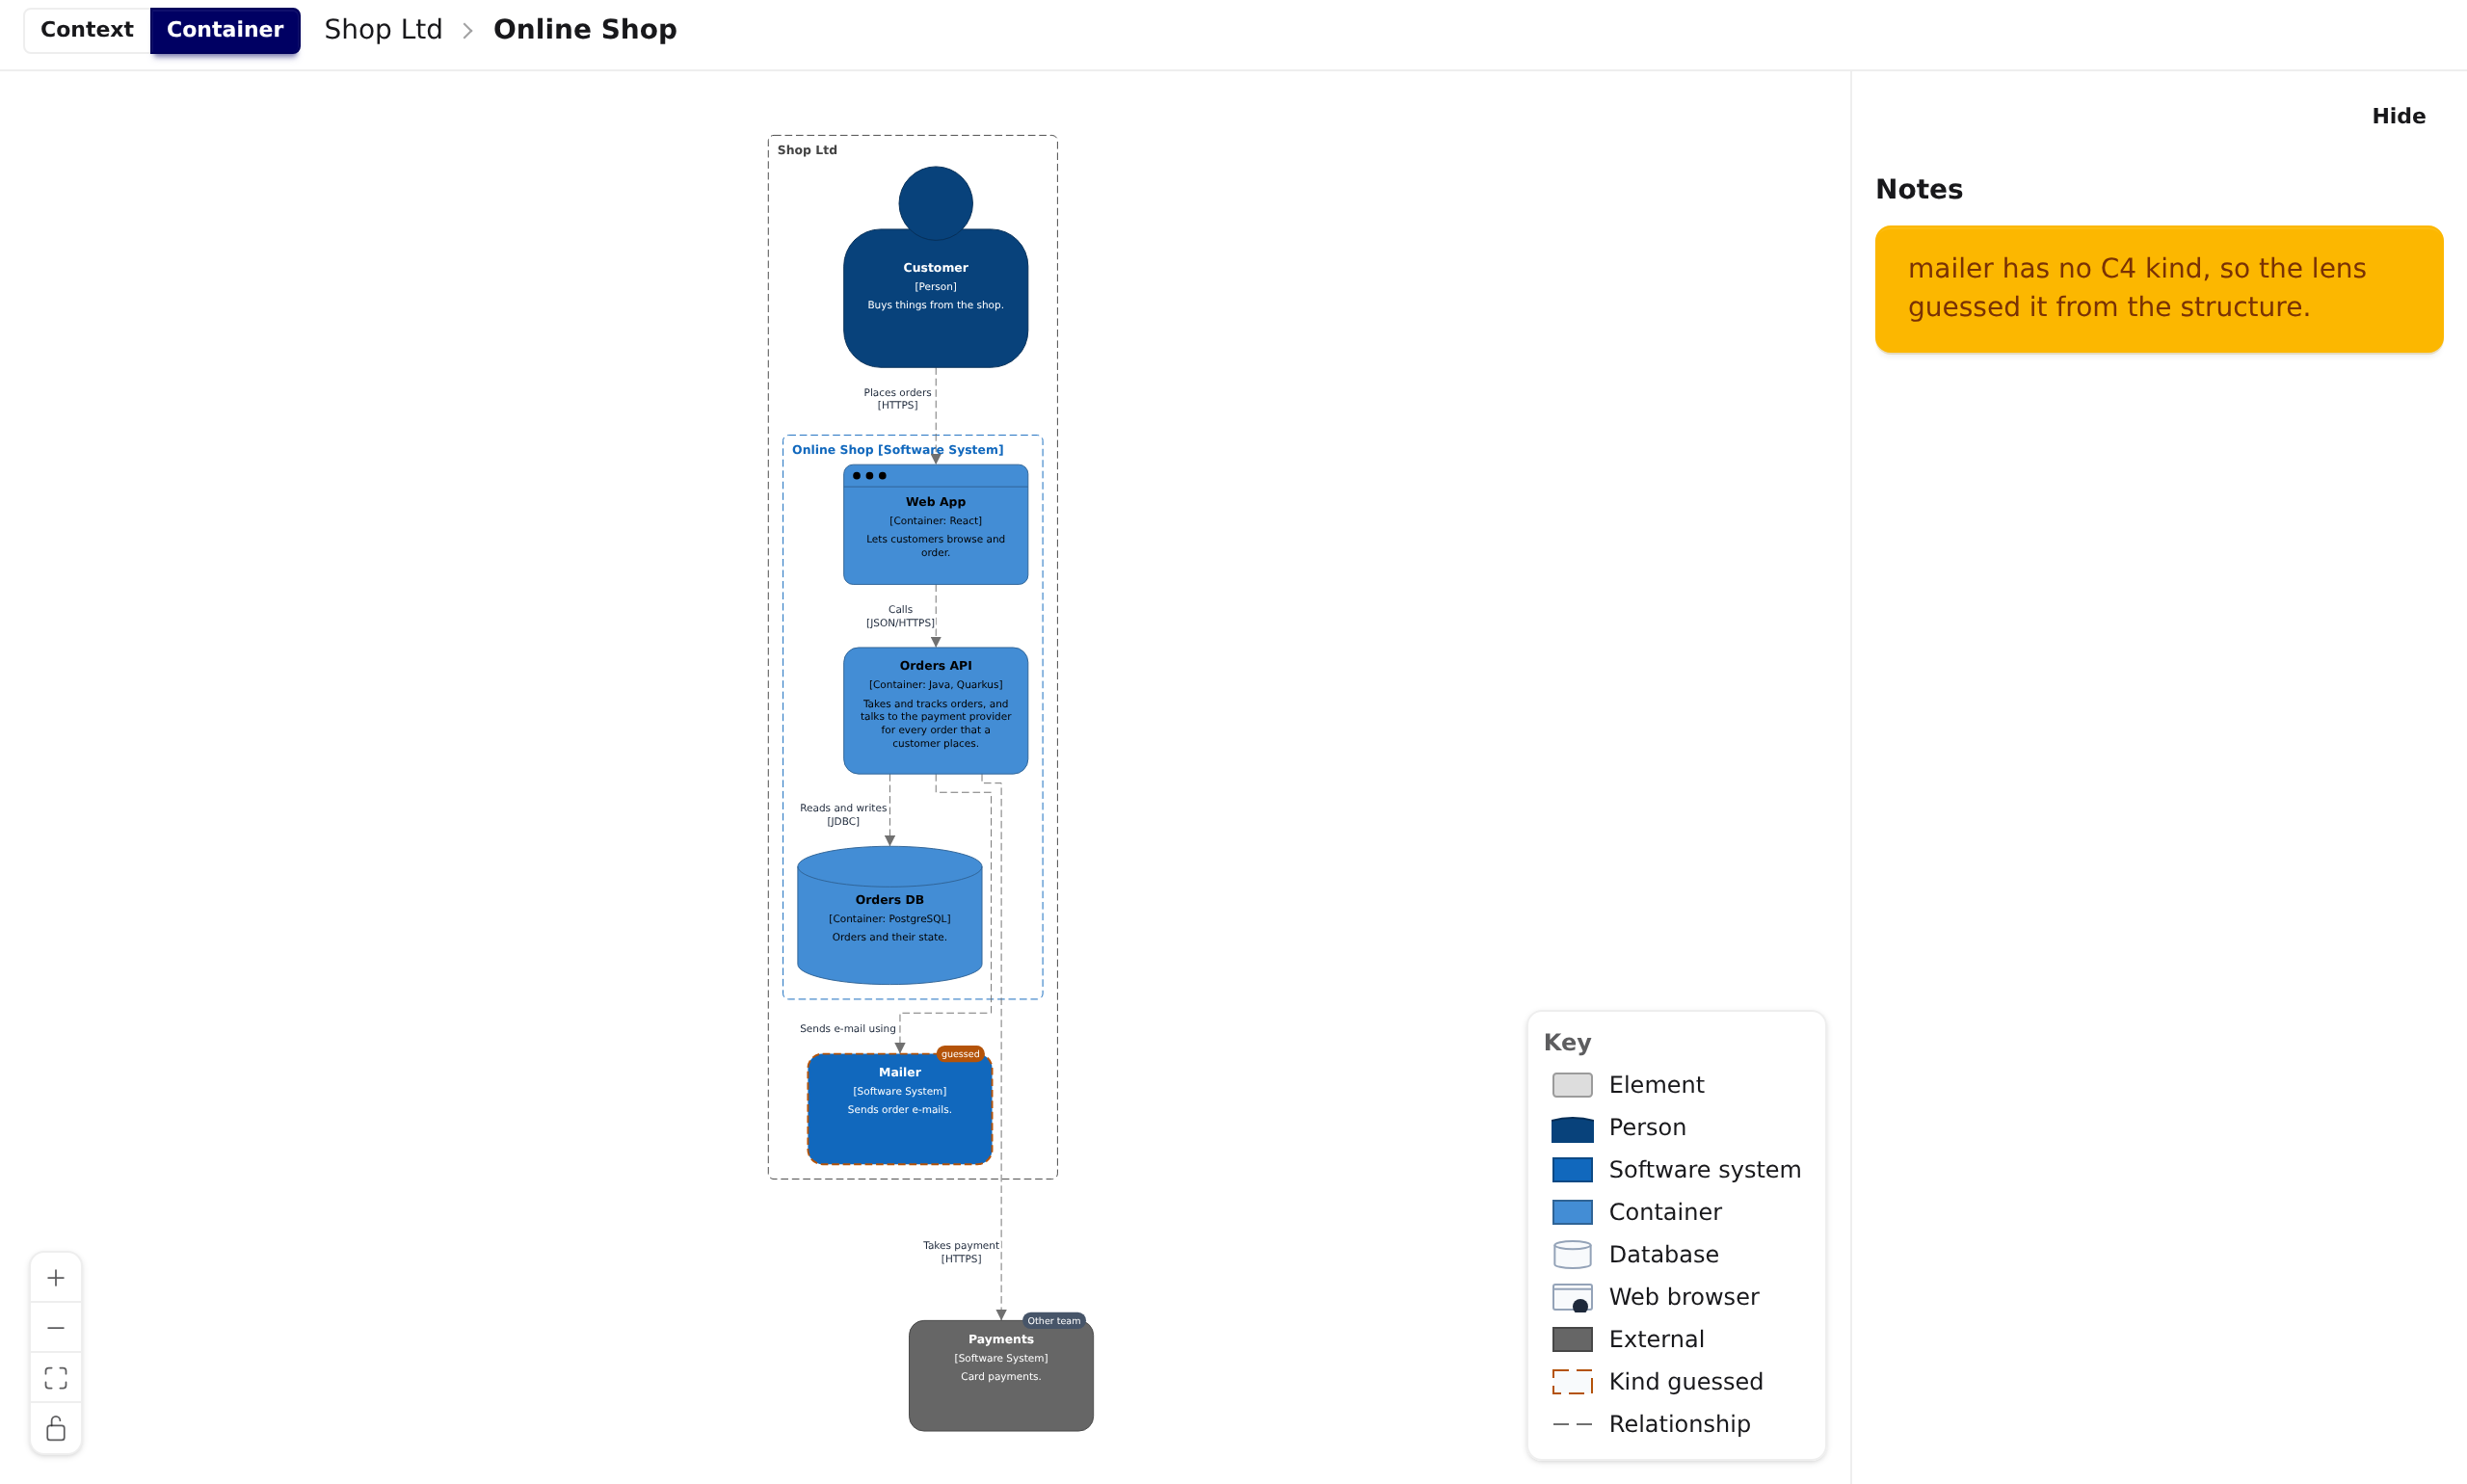 Context Container Shop Ltd > Online Shop
Hide
Notes
mailer has no C4 kind, so the lens
guessed it from the structure.
Shop Ltd
Customer
[Person]
Buys things from the shop.
Places orders
[HTTPS]
Online Shop [Software System]
Web App
[Container: React]
Lets customers browse and
order.
Calls
[JSON/HTTPS]
Orders API
[Container: Java, Quarkus]
Takes and tracks orders, and
talks to the payment provider
for every order that a
customer places.
Reads and writes
[JDBC]
Orders DB
[Container: PostgreSQL]
Orders and their state.
Sends e-mail using
guessed
Mailer
[Software System]
Sends order e-mails.
Takes payment
[HTTPS]
Other team
Payments
[Software System]
Card payments.
Key
Element
Person
Software system
Container
Database
Web browser
External
Kind guessed
Relationship